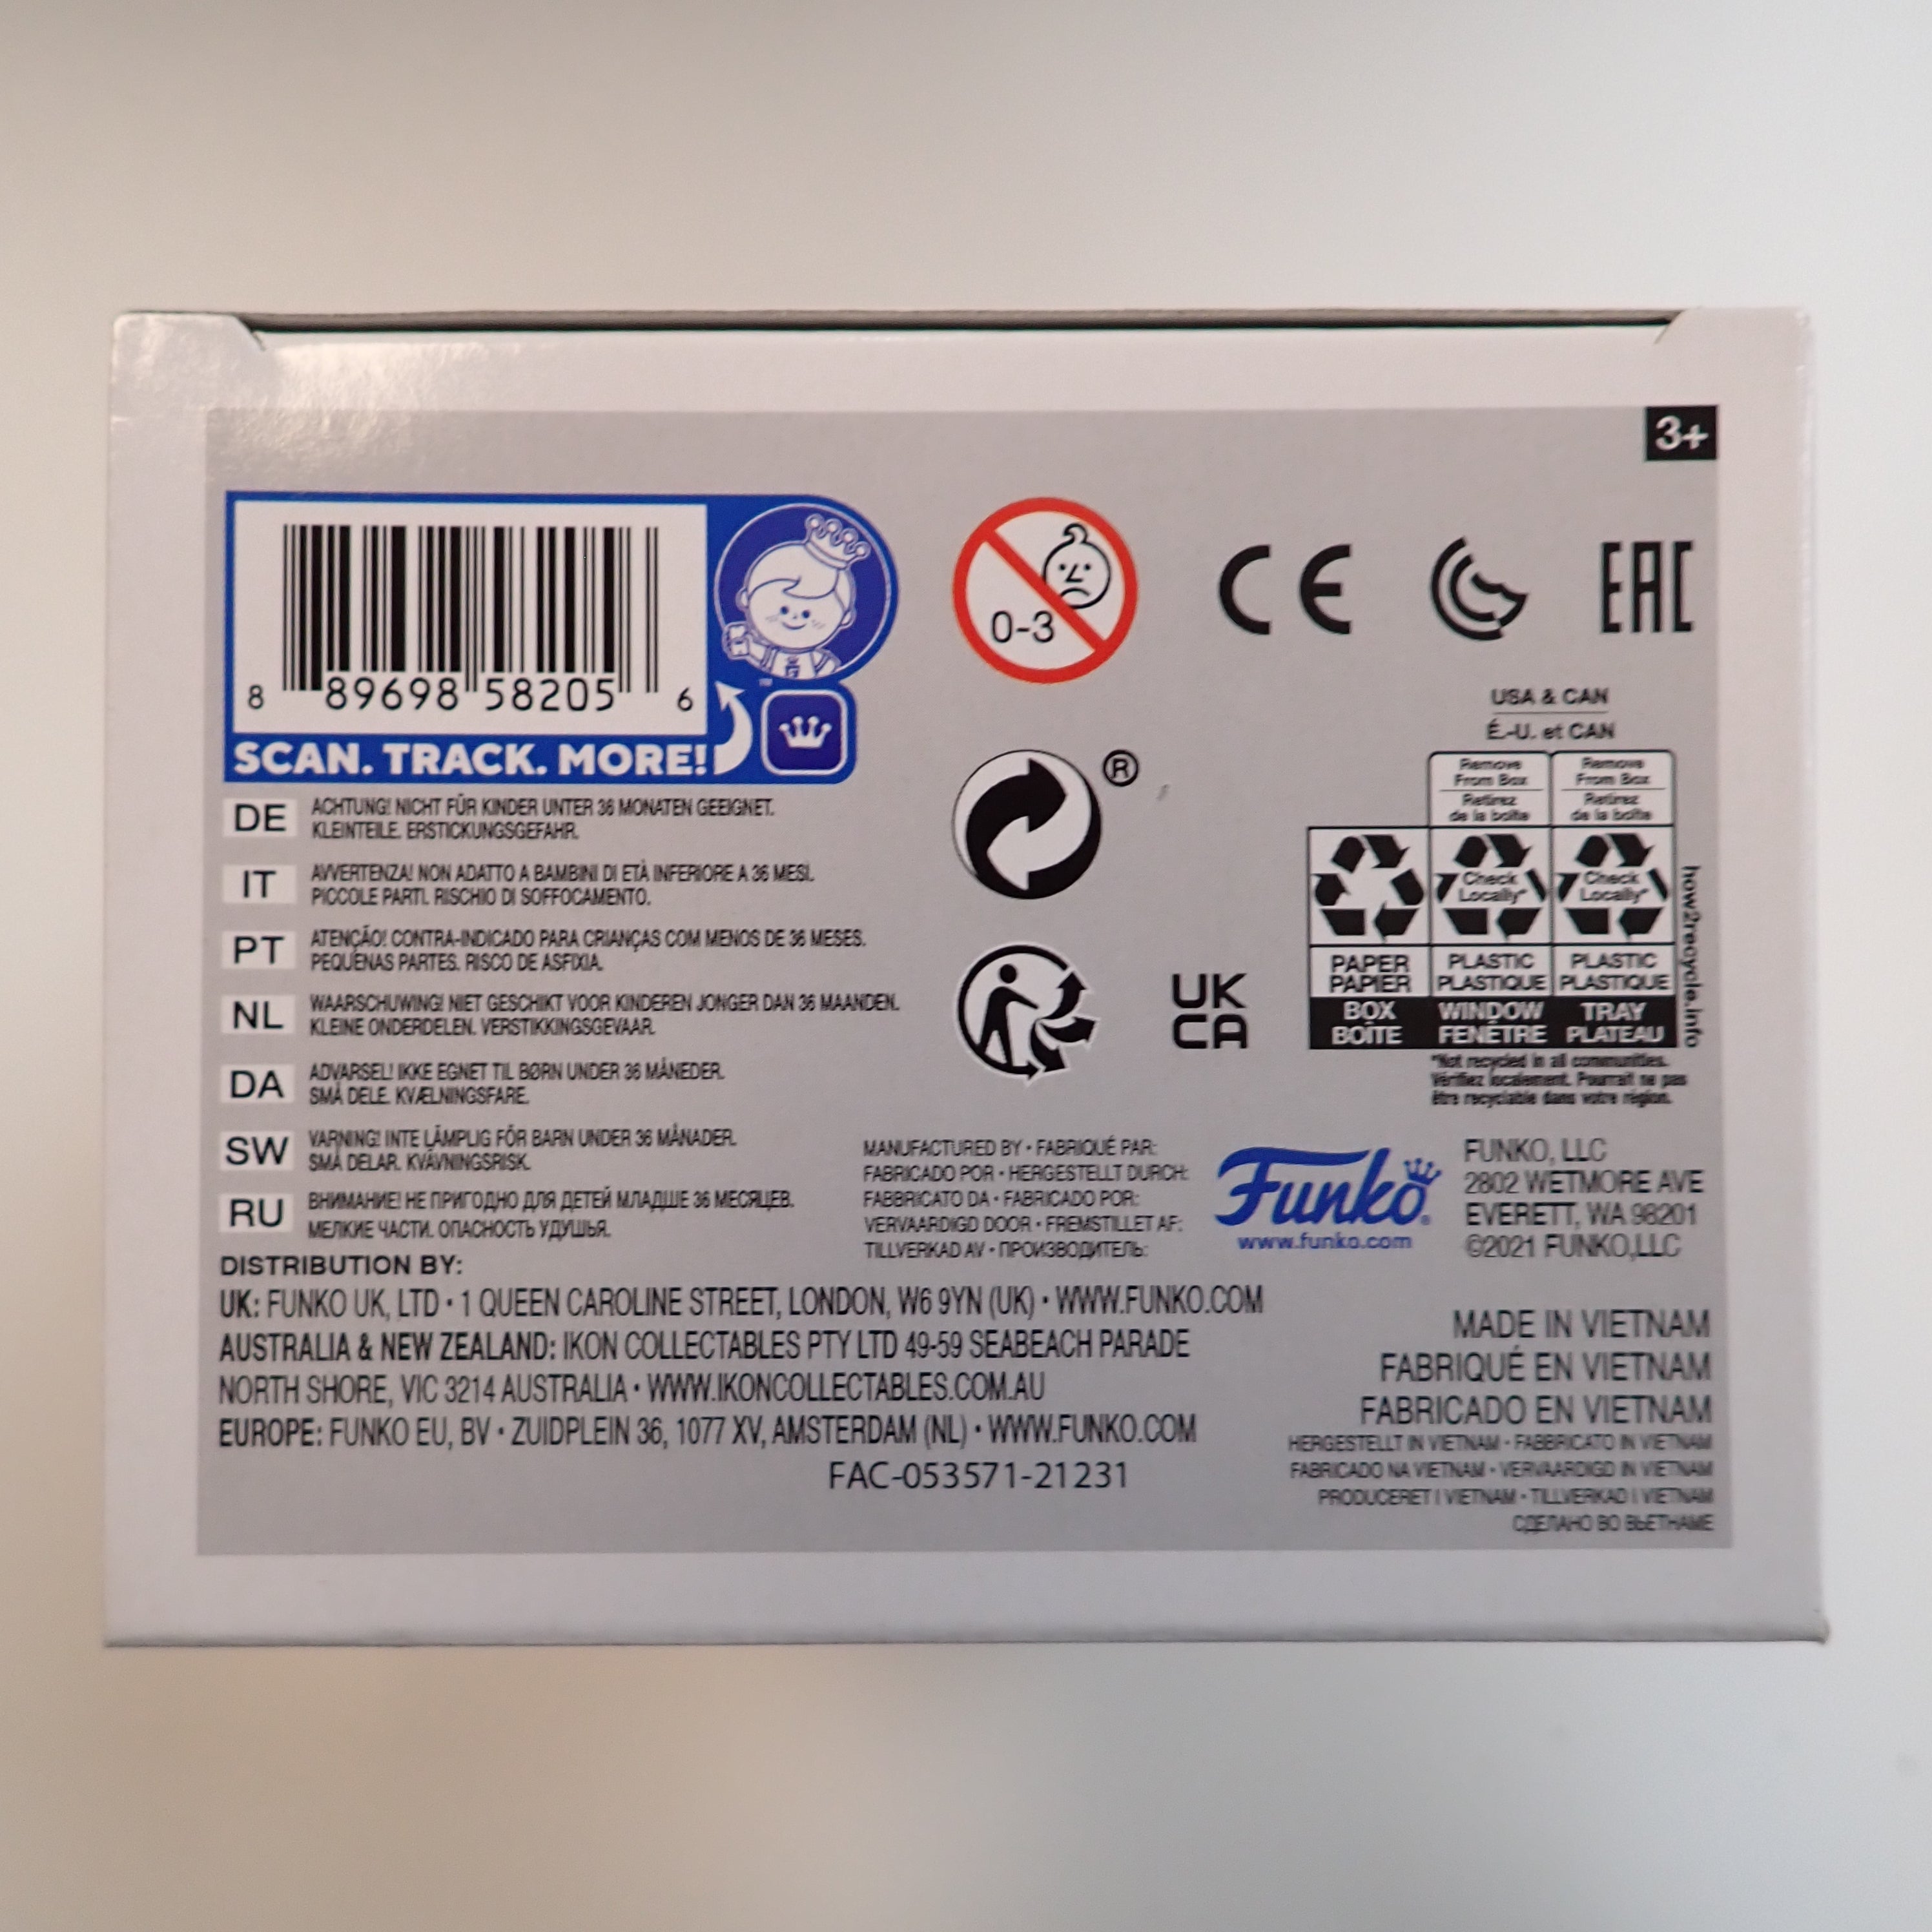 3+
8 89698 58205 6
SCAN. TRACK. MORE!
™
0-3
CE
EAC
®
UK
CA
USA & CAN
É.-U. et CAN
Remove
From Box
Retirez
de la boîte
Remove
From Box
Retirez
de la boîte
Check
Locally*
Check
Locally*
PAPER
PAPIER
PLASTIC
PLASTIQUE
PLASTIC
PLASTIQUE
BOX
BOÎTE
WINDOW
FENÊTRE
TRAY
PLATEAU
how2recycle.info
*Not recycled in all communities.
Vérifiez localement. Pourrait ne pas
être recyclable dans votre région.
DE ACHTUNG! NICHT FÜR KINDER UNTER 36 MONATEN GEEIGNET.
KLEINTEILE. ERSTICKUNGSGEFAHR.
IT AVVERTENZA! NON ADATTO A BAMBINI DI ETÀ INFERIORE A 36 MESI.
PICCOLE PARTI. RISCHIO DI SOFFOCAMENTO.
PT ATENÇÃO! CONTRA-INDICADO PARA CRIANÇAS COM MENOS DE 36 MESES.
PEQUENAS PARTES. RISCO DE ASFIXIA.
NL WAARSCHUWING! NIET GESCHIKT VOOR KINDEREN JONGER DAN 36 MAANDEN.
KLEINE ONDERDELEN. VERSTIKKINGSGEVAAR.
DA ADVARSEL! IKKE EGNET TIL BØRN UNDER 36 MÅNEDER.
SMÅ DELE. KVÆLNINGSFARE.
SW VARNING! INTE LÄMPLIG FÖR BARN UNDER 36 MÅNADER.
SMÅ DELAR. KVÄVNINGSRISK.
RU ВНИМАНИЕ! НЕ ПРИГОДНО ДЛЯ ДЕТЕЙ МЛАДШЕ 36 МЕСЯЦЕВ.
МЕЛКИЕ ЧАСТИ. ОПАСНОСТЬ УДУШЬЯ.
MANUFACTURED BY • FABRIQUÉ PAR:
FABRICADO POR • HERGESTELLT DURCH:
FABBRICATO DA • FABRICADO POR:
VERVAARDIGD DOOR • FREMSTILLET AF:
TILLVERKAD AV • ПРОИЗВОДИТЕЛЬ:
Funko®
www.funko.com
FUNKO, LLC
2802 WETMORE AVE
EVERETT, WA 98201
©2021 FUNKO,LLC
DISTRIBUTION BY:
UK: FUNKO UK, LTD • 1 QUEEN CAROLINE STREET, LONDON, W6 9YN (UK) • WWW.FUNKO.COM
AUSTRALIA & NEW ZEALAND: IKON COLLECTABLES PTY LTD 49-59 SEABEACH PARADE
NORTH SHORE, VIC 3214 AUSTRALIA • WWW.IKONCOLLECTABLES.COM.AU
EUROPE: FUNKO EU, BV • ZUIDPLEIN 36, 1077 XV, AMSTERDAM (NL) • WWW.FUNKO.COM
FAC-053571-21231
MADE IN VIETNAM
FABRIQUÉ EN VIETNAM
FABRICADO EN VIETNAM
HERGESTELLT IN VIETNAM • FABBRICATO IN VIETNAM
FABRICADO NA VIETNAM • VERVAARDIGD IN VIETNAM
PRODUCERET I VIETNAM • TILLVERKAD I VIETNAM
СДЕЛАНО ВО ВЬЕТНАМЕ